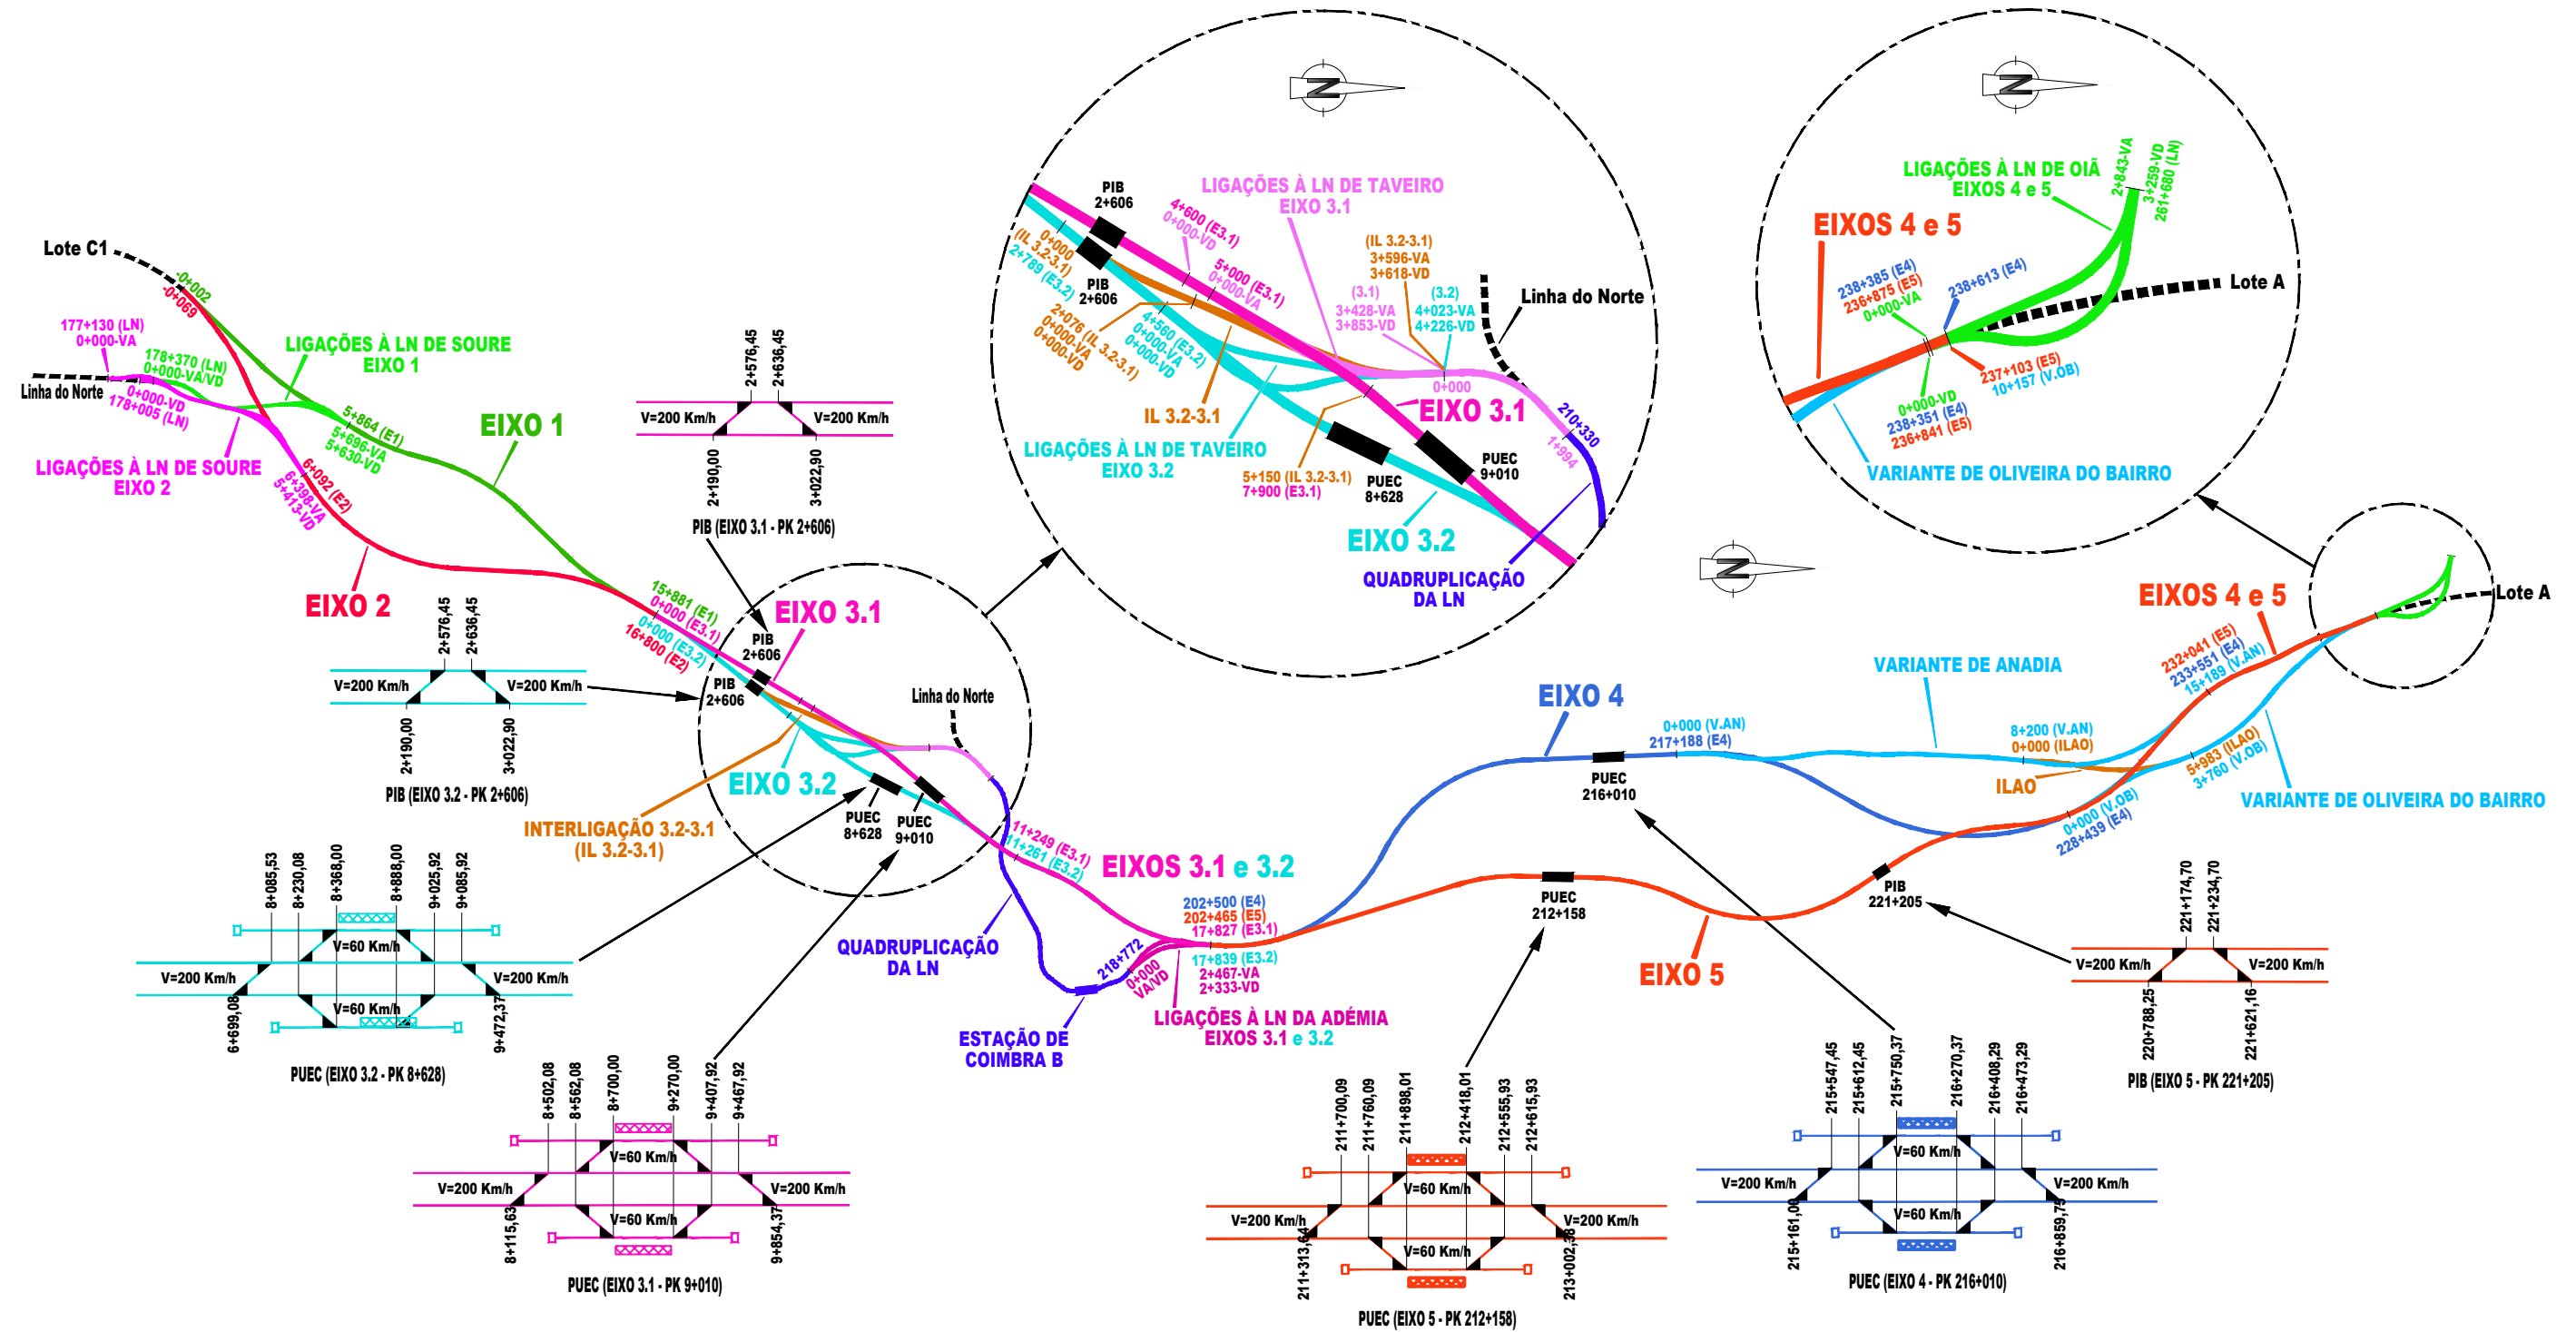 Lote C1
-0+002
-0+069
177+130 (LN)
0+000-VA
178+370 (LN)
0+000-VA/VD
Linha do Norte
0+000-VD
178+005 (LN)
LIGAÇÕES À LN DE SOURE
EIXO 1
5+864 (E1)
5+696-VA
5+630-VD
EIXO 1
LIGAÇÕES À LN DE SOURE
EIXO 2
6+092 (E2)
6+398-VA
5+413-VD
EIXO 2
2+576,45
2+636,45
V=200 Km/h
V=200 Km/h
2+190,00
3+022,90
PIB (EIXO 3.1 - PK 2+606)
15+881 (E1)
0+000 (E3.1)
0+000 (E3.2)
16+800 (E2)
EIXO 3.1
PIB
2+606
PIB
2+606
2+576,45
2+636,45
V=200 Km/h
V=200 Km/h
2+190,00
3+022,90
PIB (EIXO 3.2 - PK 2+606)
Linha do Norte
EIXO 3.2
INTERLIGAÇÃO 3.2-3.1
(IL 3.2-3.1)
PUEC
8+628
PUEC
9+010
11+249 (E3.1)
11+261 (E3.2)
EIXOS 3.1 e 3.2
8+085,53
8+230,08
8+368,00
8+888,00
9+025,92
9+085,92
V=60 Km/h
V=200 Km/h
V=200 Km/h
V=60 Km/h
6+699,08
9+472,37
PUEC (EIXO 3.2 - PK 8+628)
8+502,08
8+562,08
8+700,00
9+270,00
9+407,92
9+467,92
V=60 Km/h
V=200 Km/h
V=200 Km/h
V=60 Km/h
8+115,63
9+854,37
PUEC (EIXO 3.1 - PK 9+010)
QUADRUPLICAÇÃO
DA LN
218+772
0+000
VA/VD
ESTAÇÃO DE
COIMBRA B
202+500 (E4)
202+465 (E5)
17+827 (E3.1)
17+839 (E3.2)
2+467-VA
2+333-VD
LIGAÇÕES À LN DA ADÉMIA
EIXOS 3.1 e 3.2
PIB
2+606
PIB
2+606
0+000
(IL 3.2-3.1)
2+789 (E3.2)
4+600 (E3.1)
0+000-VD
5+000 (E3.1)
0+000-VA
LIGAÇÕES À LN DE TAVEIRO
EIXO 3.1
(IL 3.2-3.1)
3+596-VA
3+618-VD
(3.1)
3+428-VA
3+853-VD
(3.2)
4+023-VA
4+226-VD
Linha do Norte
2+076 (IL 3.2-3.1)
0+000-VA
0+000-VD
4+560 (E3.2)
0+000-VA
0+000-VD
IL 3.2-3.1
LIGAÇÕES À LN DE TAVEIRO
EIXO 3.2
0+000
EIXO 3.1
210+330
1+994
5+150 (IL 3.2-3.1)
7+900 (E3.1)
PUEC
8+628
PUEC
9+010
EIXO 3.2
QUADRUPLICAÇÃO
DA LN
LIGAÇÕES À LN DE OIÃ
EIXOS 4 e 5
2+843-VA
3+259-VD
261+680 (LN)
EIXOS 4 e 5
238+385 (E4)
236+875 (E5)
0+000-VA
238+613 (E4)
Lote A
237+103 (E5)
10+157 (V.OB)
0+000-VD
238+351 (E4)
236+841 (E5)
VARIANTE DE OLIVEIRA DO BAIRRO
EIXO 4
PUEC
216+010
0+000 (V.AN)
217+188 (E4)
VARIANTE DE ANADIA
8+200 (V.AN)
0+000 (ILAO)
ILAO
EIXOS 4 e 5
232+041 (E5)
233+551 (E4)
15+189 (V.AN)
Lote A
5+983 (ILAO)
3+760 (V.OB)
VARIANTE DE OLIVEIRA DO BAIRRO
0+000 (V.OB)
228+439 (E4)
PUEC
212+158
EIXO 5
PIB
221+205
221+174,70
221+234,70
V=200 Km/h
V=200 Km/h
220+788,25
221+621,16
PIB (EIXO 5 - PK 221+205)
211+700,09
211+760,09
211+898,01
212+418,01
212+555,93
212+615,93
V=60 Km/h
V=200 Km/h
V=200 Km/h
V=60 Km/h
211+313,64
213+002,38
PUEC (EIXO 5 - PK 212+158)
215+547,45
215+612,45
215+750,37
216+270,37
216+408,29
216+473,29
V=60 Km/h
V=200 Km/h
V=200 Km/h
V=60 Km/h
216+859,75
PUEC (EIXO 4 - PK 216+010)